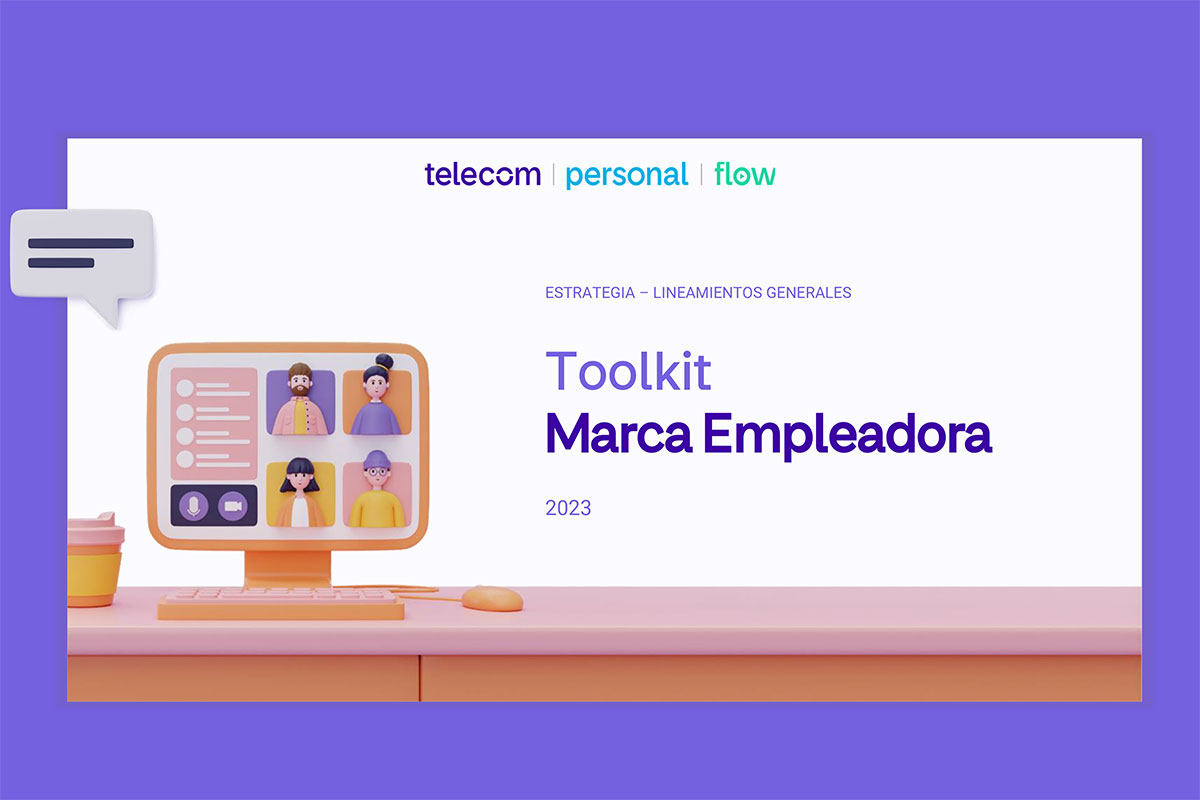 telecom | personal | flow
ESTRATEGIA – LINEAMIENTOS GENERALES
Toolkit
Marca Empleadora
2023